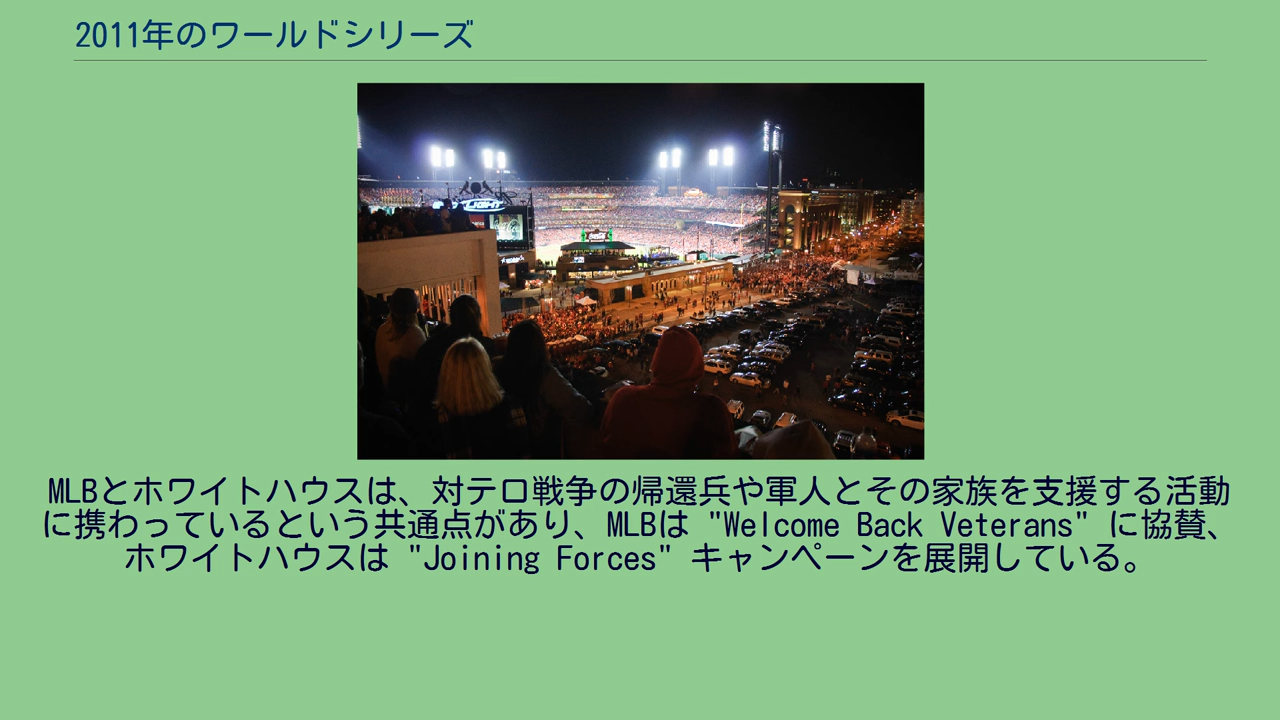 2011年のワールドシリーズ
MLBとホワイトハウスは、対テロ戦争の帰還兵や軍人とその家族を支援する活動
に携わっているという共通点があり、MLBは "Welcome Back Veterans" に協賛、
ホワイトハウスは "Joining Forces" キャンペーンを展開している。